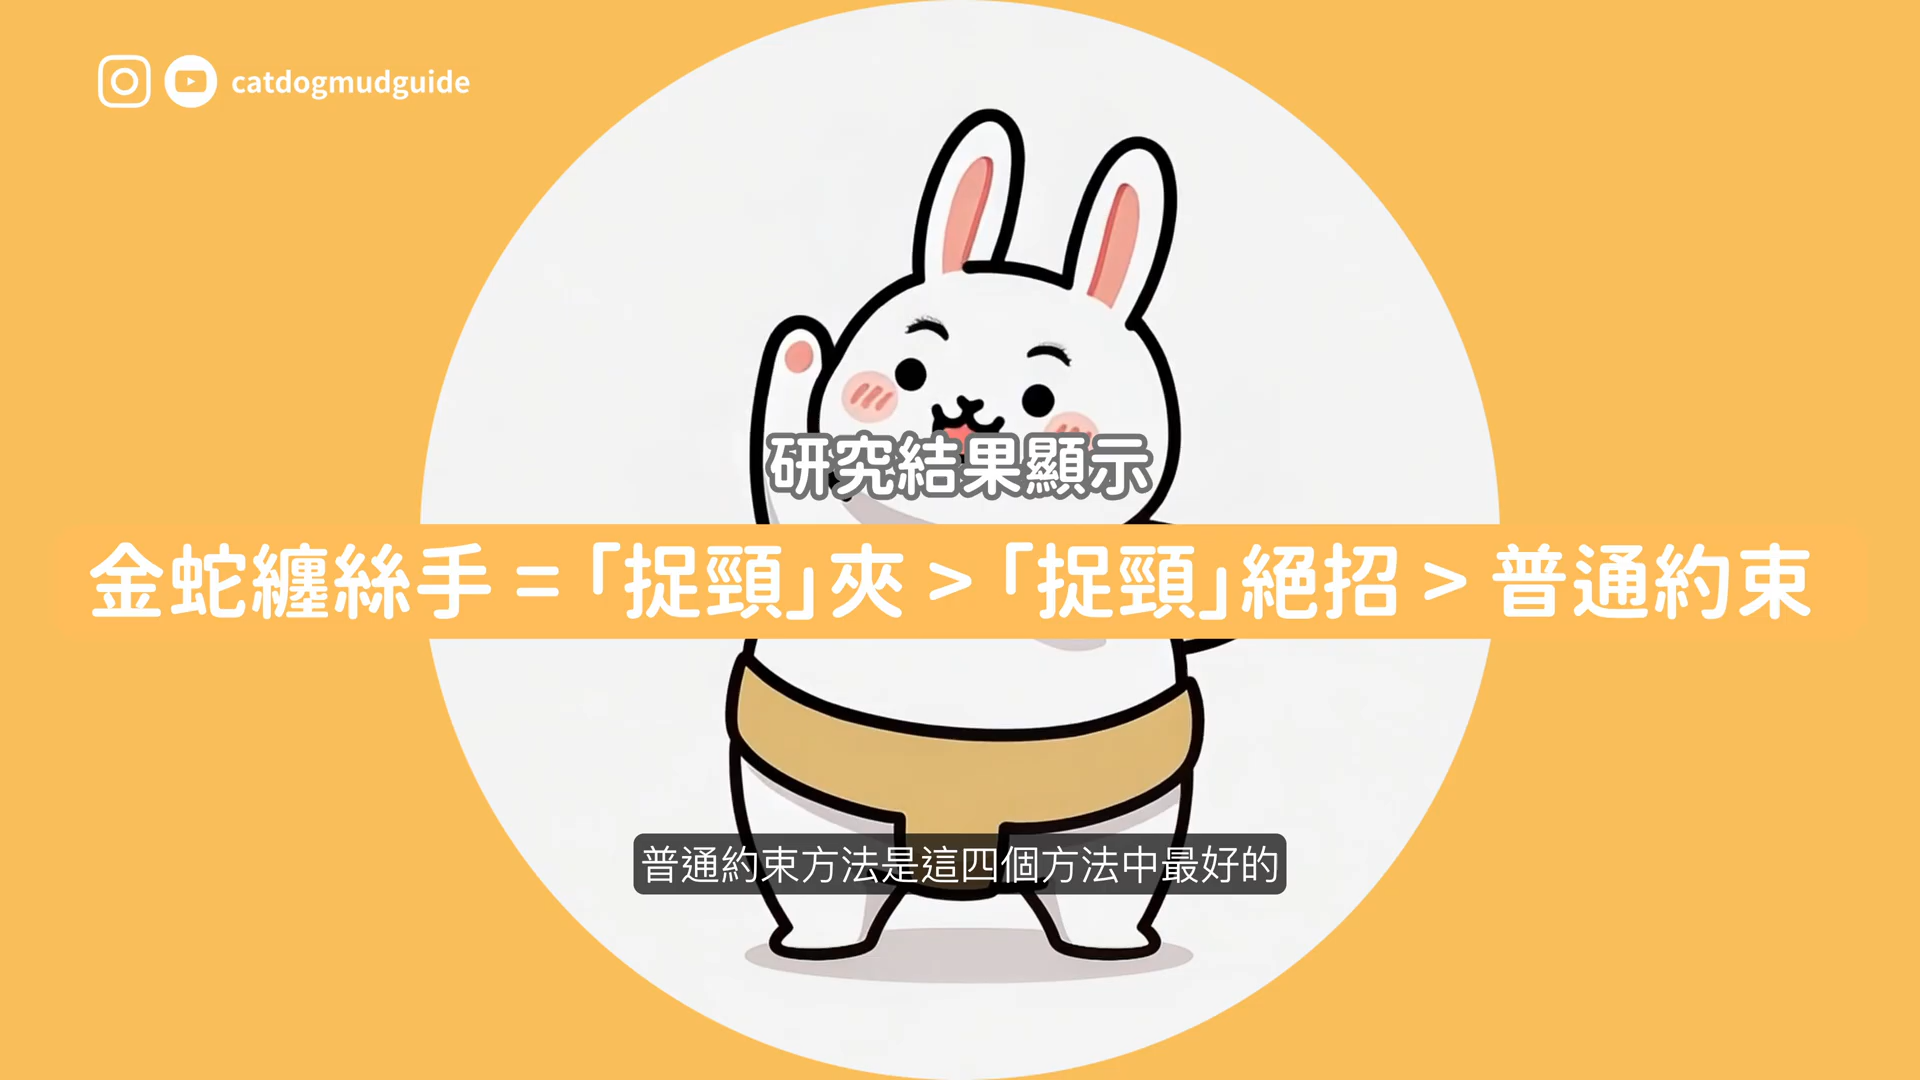 catdogmudguide
研究結果顯示
金蛇纏絲手 = 「捉頸」夾 > 「捉頸」絕招 > 普通約束
普通約束方法是這四個方法中最好的